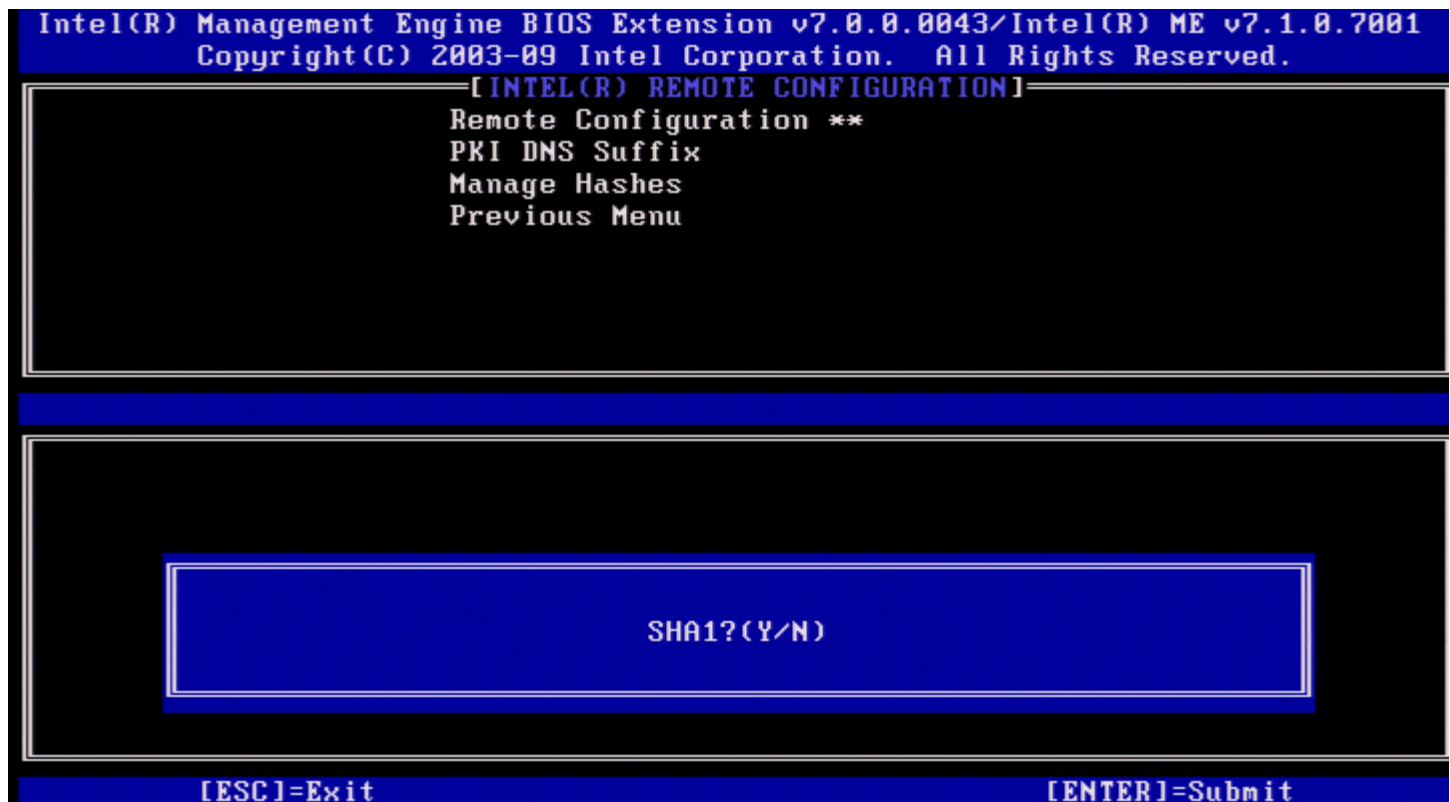 Intel(R) Management Engine BIOS Extension v7.0.0.0043/Intel(R) ME v7.1.0.7001
Copyright(C) 2003-09 Intel Corporation. All Rights Reserved.
[INTEL(R) REMOTE CONFIGURATION]
Remote Configuration **
PKI DNS Suffix
Manage Hashes
Previous Menu
SHA1?(Y/N)
[ESC]=Exit [ENTER]=Submit